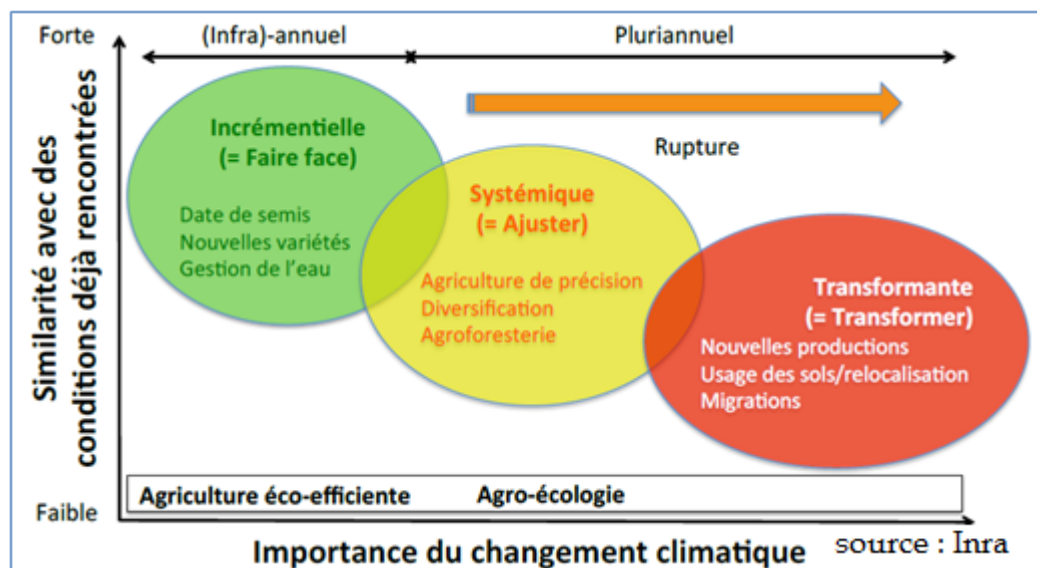 Forte
(Infra)-annuel
Pluriannuel
Similarité avec des
conditions déjà rencontrées
Incrémentielle
(= Faire face)
Date de semis
Nouvelles variétés
Gestion de l'eau
Rupture
Systémique
(= Ajuster)
Agriculture de précision
Diversification
Agroforesterie
Transformante
(= Transformer)
Nouvelles productions
Usage des sols/relocalisation
Migrations
Agriculture éco-efficiente
Agro-écologie
Faible
Importance du changement climatique
source : Inra